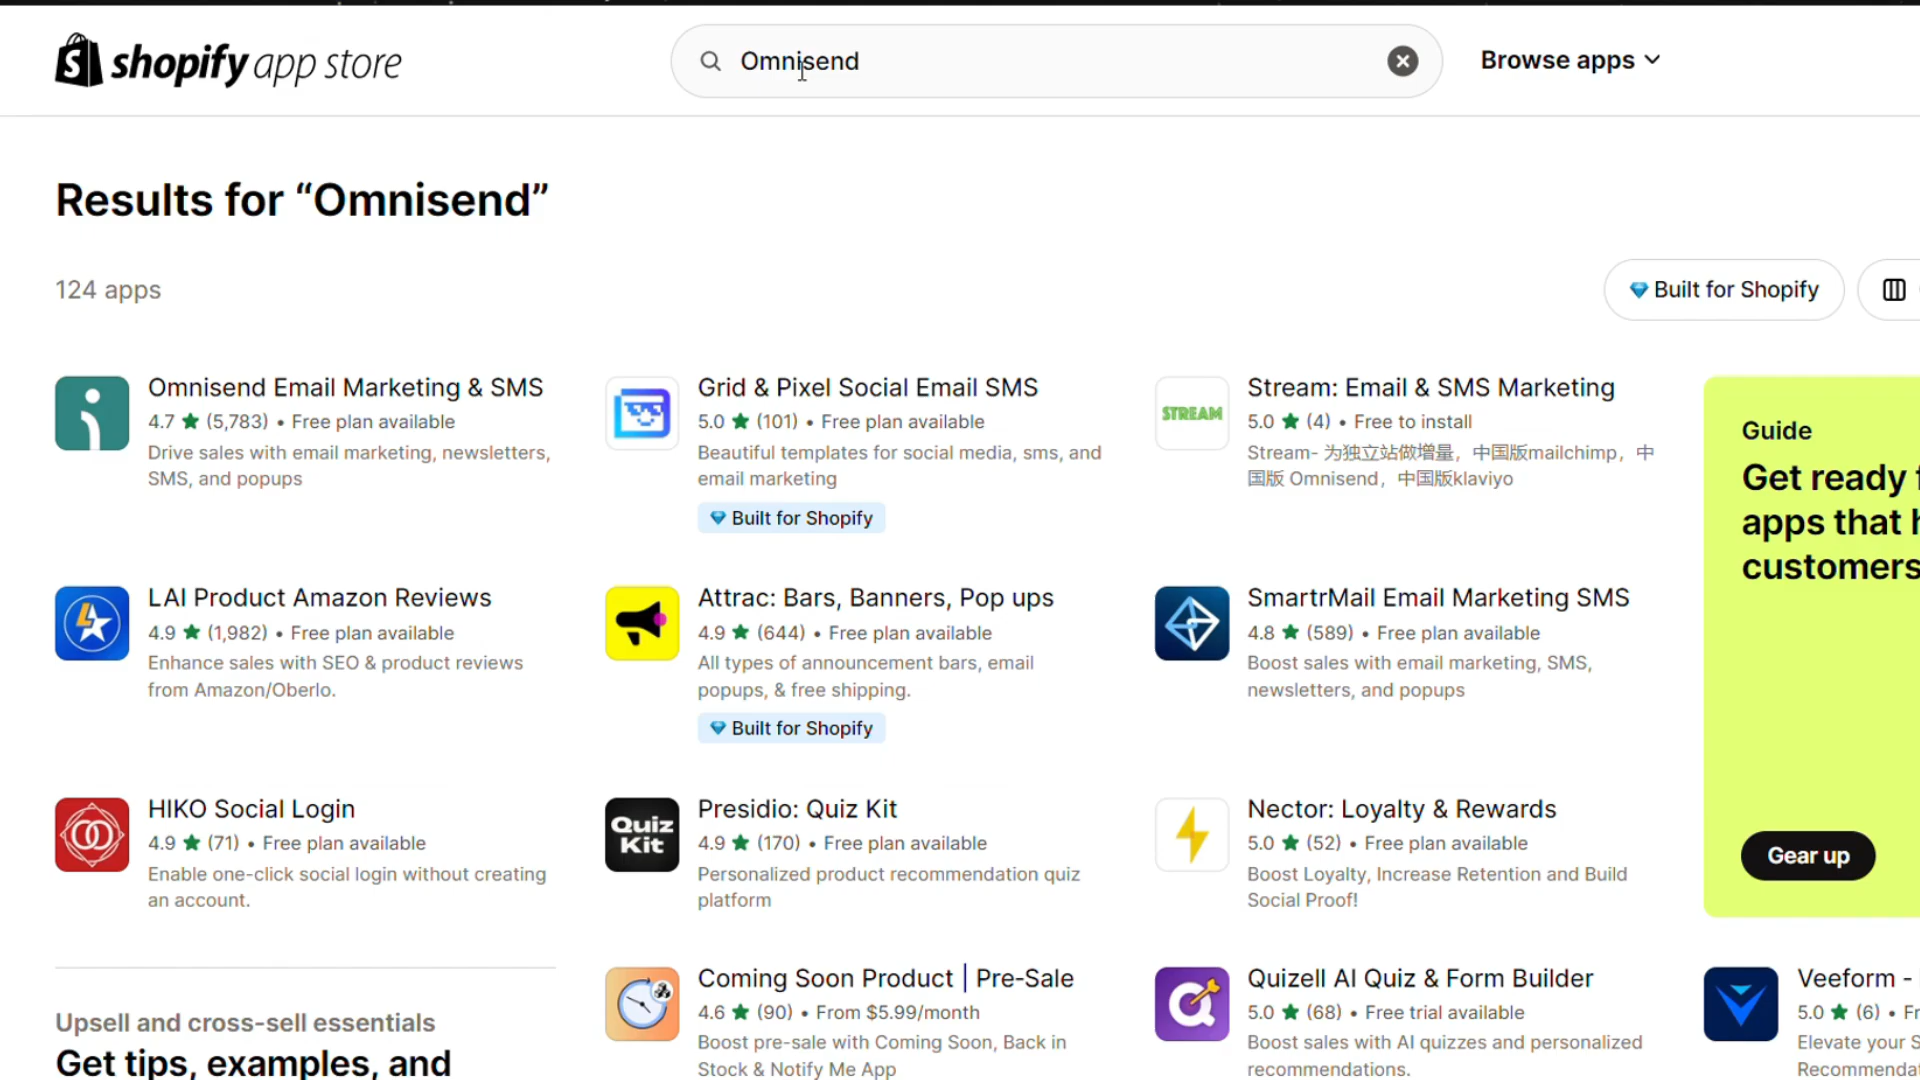 shopify app store
Omnisend
Browse apps
Results for “Omnisend”
124 apps
Built for Shopify
Omnisend Email Marketing & SMS
4.7 ★ (5,783) • Free plan available
Drive sales with email marketing, newsletters,
SMS, and popups
Grid & Pixel Social Email SMS
5.0 ★ (101) • Free plan available
Beautiful templates for social media, sms, and
email marketing
Built for Shopify
STREAM
Stream: Email & SMS Marketing
5.0 ★ (4) • Free to install
Stream- 为独立站做增量，中国版mailchimp，中
国版 Omnisend，中国版klaviyo
Guide
Get ready f
apps that h
customers
Gear up
LAI Product Amazon Reviews
4.9 ★ (1,982) • Free plan available
Enhance sales with SEO & product reviews
from Amazon/Oberlo.
Attrac: Bars, Banners, Pop ups
4.9 ★ (644) • Free plan available
All types of announcement bars, email
popups, & free shipping.
Built for Shopify
SmartrMail Email Marketing SMS
4.8 ★ (589) • Free plan available
Boost sales with email marketing, SMS,
newsletters, and popups
HIKO Social Login
4.9 ★ (71) • Free plan available
Enable one-click social login without creating
an account.
Quiz
Kit
Presidio: Quiz Kit
4.9 ★ (170) • Free plan available
Personalized product recommendation quiz
platform
Nector: Loyalty & Rewards
5.0 ★ (52) • Free plan available
Boost Loyalty, Increase Retention and Build
Social Proof!
Upsell and cross-sell essentials
Get tips, examples, and
Coming Soon Product | Pre-Sale
4.6 ★ (90) • From $5.99/month
Boost pre-sale with Coming Soon, Back in
Stock & Notify Me App
Quizell AI Quiz & Form Builder
5.0 ★ (68) • Free trial available
Boost sales with AI quizzes and personalized
recommendations.
Veeform -
5.0 ★ (6) • Fr
Elevate your S
Recommendat